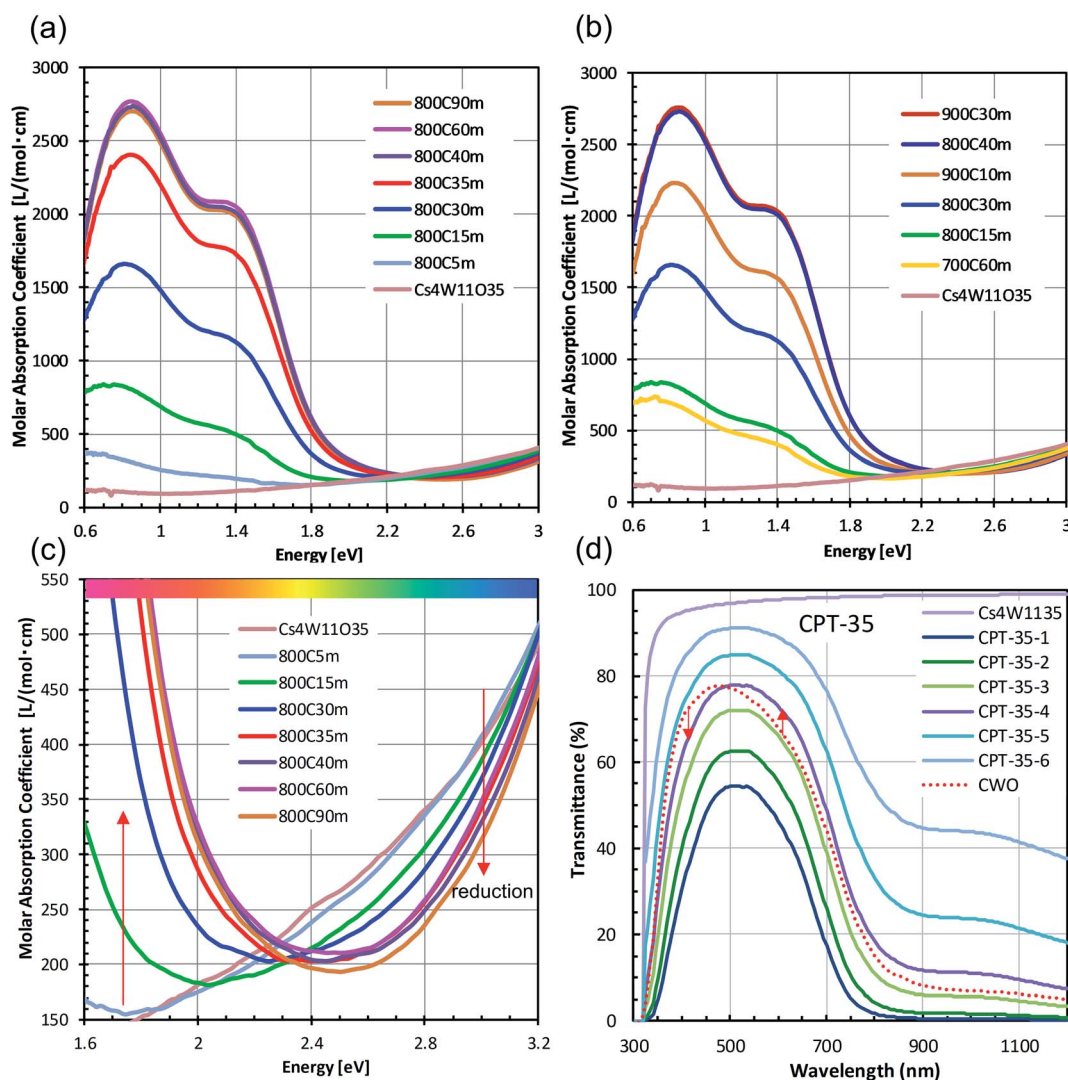 (a)
3000
2500
2000
1500
1000
500
0
0.6 1 1.4 1.8 2.2 2.6 3
Molar Absorption Coefficient [L/(mol･cm)
Energy [eV]
800C90m
800C60m
800C40m
800C35m
800C30m
800C15m
800C5m
Cs4W11O35
(b)
3000
2500
2000
1500
1000
500
0
0.6 1 1.4 1.8 2.2 2.6 3
Molar Absorption Coefficient [L/(mol･cm)
Energy [eV]
900C30m
800C40m
900C10m
800C30m
800C15m
700C60m
Cs4W11O35
(c)
550
500
450
400
350
300
250
200
150
1.6 2 2.4 2.8 3.2
Molar Absorption Coefficient [L/(mol･cm)
Energy [eV]
Cs4W11O35
800C5m
800C15m
800C30m
800C35m
800C40m
800C60m
800C90m
reduction
(d)
100
80
60
40
20
0
300 500 700 900 1100
Transmittance (%)
Wavelength (nm)
CPT-35
Cs4W1135
CPT-35-1
CPT-35-2
CPT-35-3
CPT-35-4
CPT-35-5
CPT-35-6
CWO